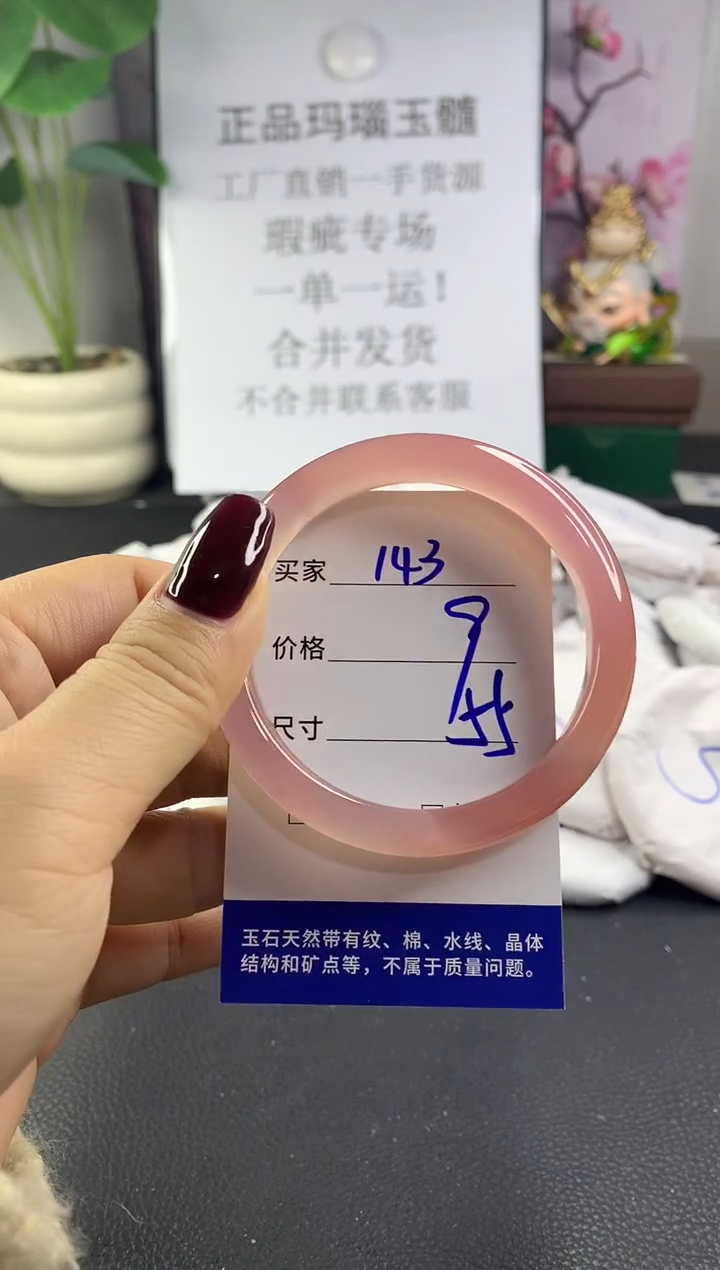 正品玛瑙玉髓
工厂直销一手货源
瑕疵专场
一单一运!
合并发货
不合并联系客服
买家 143
价格
尺寸
玉石天然带有纹、棉、水线、晶体
结构和矿点等，不属于质量问题。